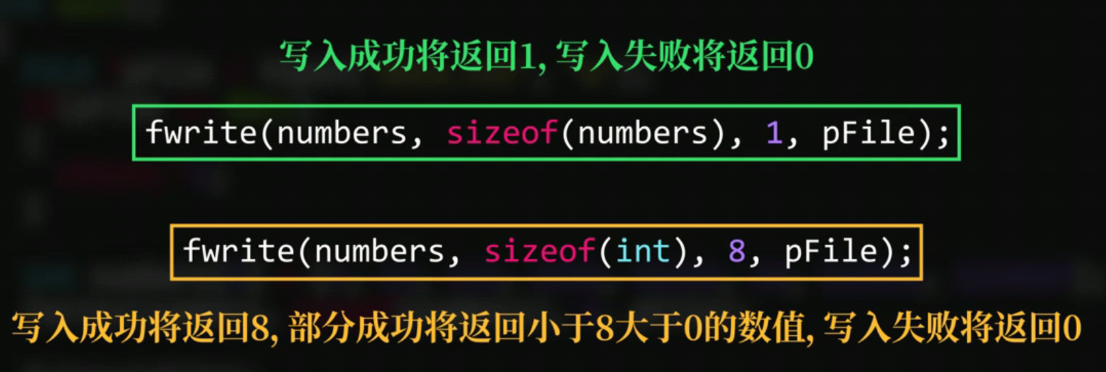 写入成功将返回1, 写入失败将返回0
fwrite(numbers, sizeof(numbers), 1, pFile);
fwrite(numbers, sizeof(int), 8, pFile);
写入成功将返回8, 部分成功将返回小于8大于0的数值, 写入失败将返回0